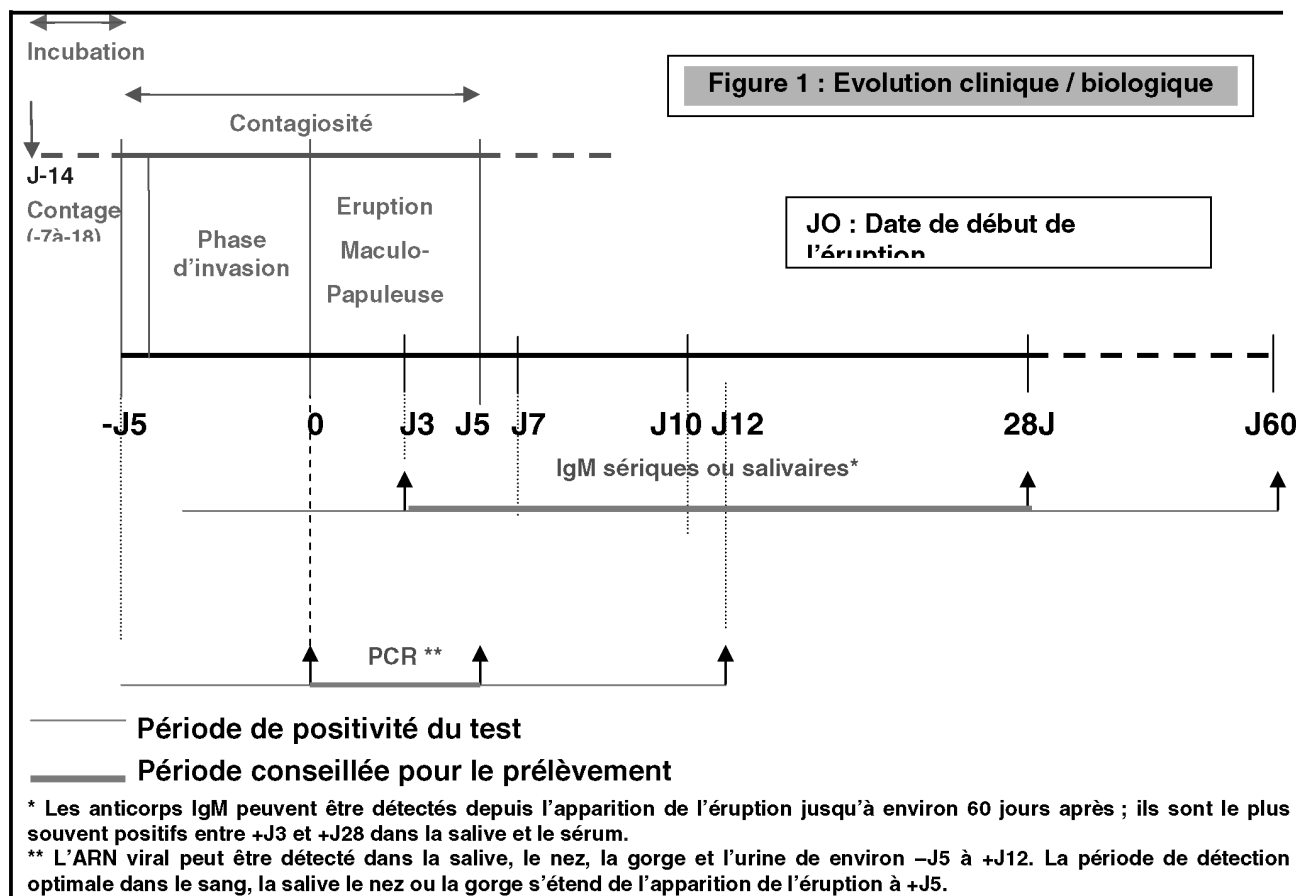 Incubation
Figure 1 : Evolution clinique / biologique
Contagiosité
J-14
Contage
(-7à-18)
Phase
d'invasion
Eruption
Maculo-
Papuleuse
JO : Date de début de
l'éruption
-J5 0 J3 J5 J7 J10 J12 28J J60
IgM sériques ou salivaires*
PCR **
Période de positivité du test
Période conseillée pour le prélèvement
* Les anticorps IgM peuvent être détectés depuis l'apparition de l'éruption jusqu'à environ 60 jours après ; ils sont le plus
souvent positifs entre +J3 et +J28 dans la salive et le sérum.
** L'ARN viral peut être détecté dans la salive, le nez, la gorge et l'urine de environ –J5 à +J12. La période de détection
optimale dans le sang, la salive le nez ou la gorge s'étend de l'apparition de l'éruption à +J5.